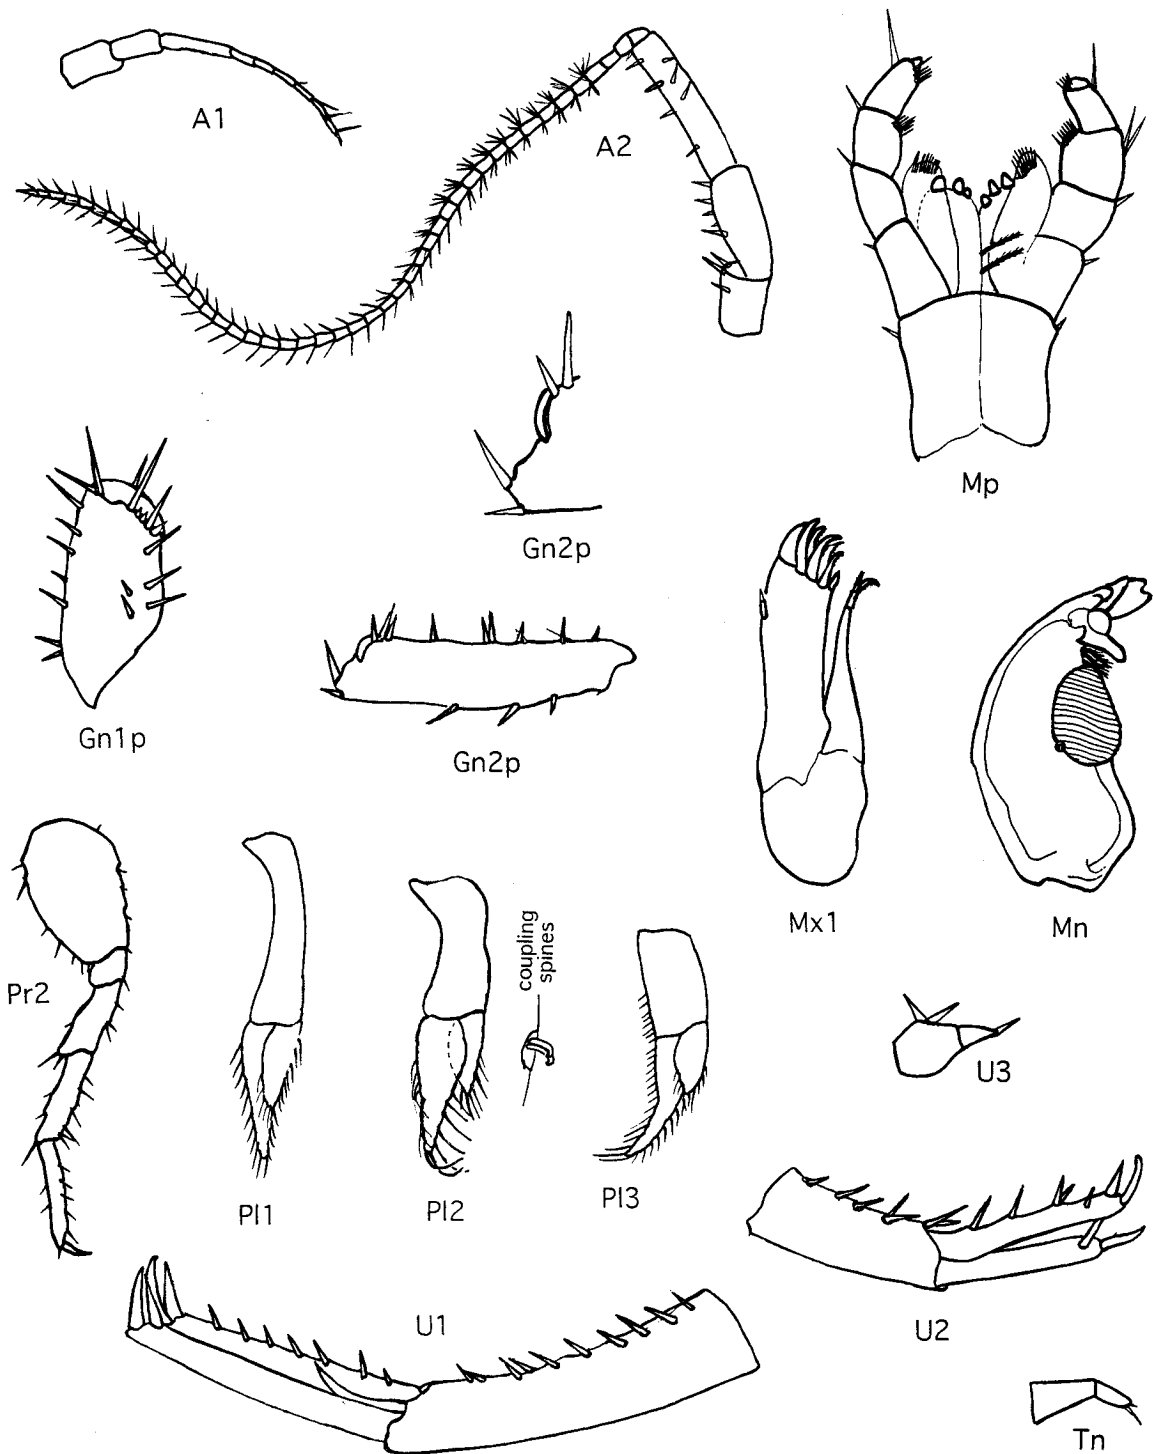 A1
A2
Mp
Gn2p
Gn1p
Gn2p
Mx1
Mn
Pr2
coupling
spines
U3
Pl1
Pl2
Pl3
U1
U2
Tn